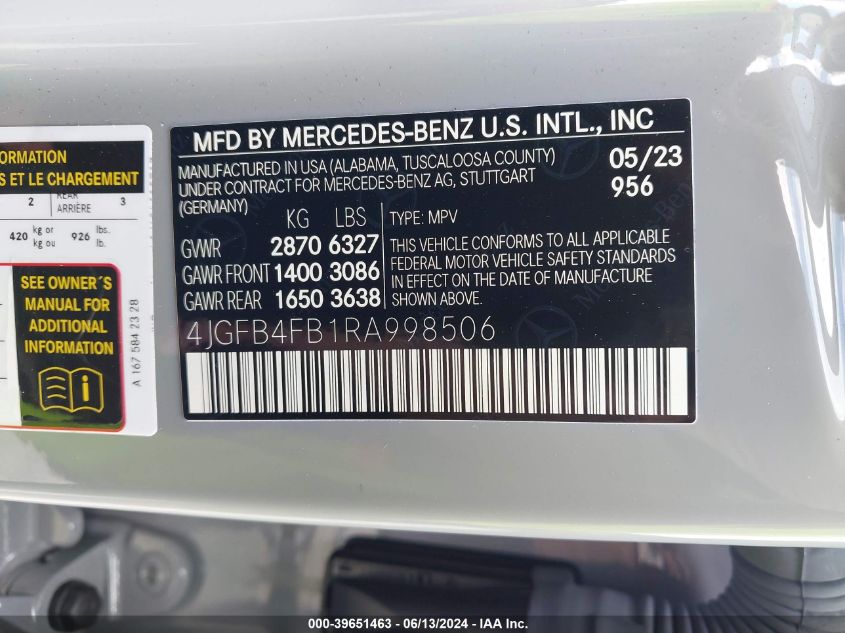 ORMATION
S ET LE CHARGEMENT
2 REAR 3
ARRIÈRE
420 kg or 926 lbs.
kg ou lb.
SEE OWNER'S
MANUAL FOR
ADDITIONAL
INFORMATION
A 167 584 23 28
MFD BY MERCEDES-BENZ U.S. INTL., INC
MANUFACTURED IN USA (ALABAMA, TUSCALOOSA COUNTY) 05/23
UNDER CONTRACT FOR MERCEDES-BENZ AG, STUTTGART 956
(GERMANY)
KG LBS TYPE: MPV
GVWR 2870 6327
GAWR FRONT 1400 3086
GAWR REAR 1650 3638
THIS VEHICLE CONFORMS TO ALL APPLICABLE
FEDERAL MOTOR VEHICLE SAFETY STANDARDS
IN EFFECT ON THE DATE OF MANUFACTURE
SHOWN ABOVE.
4JGFB4FB1RA998506
000-39651463 - 06/13/2024 - IAA Inc.